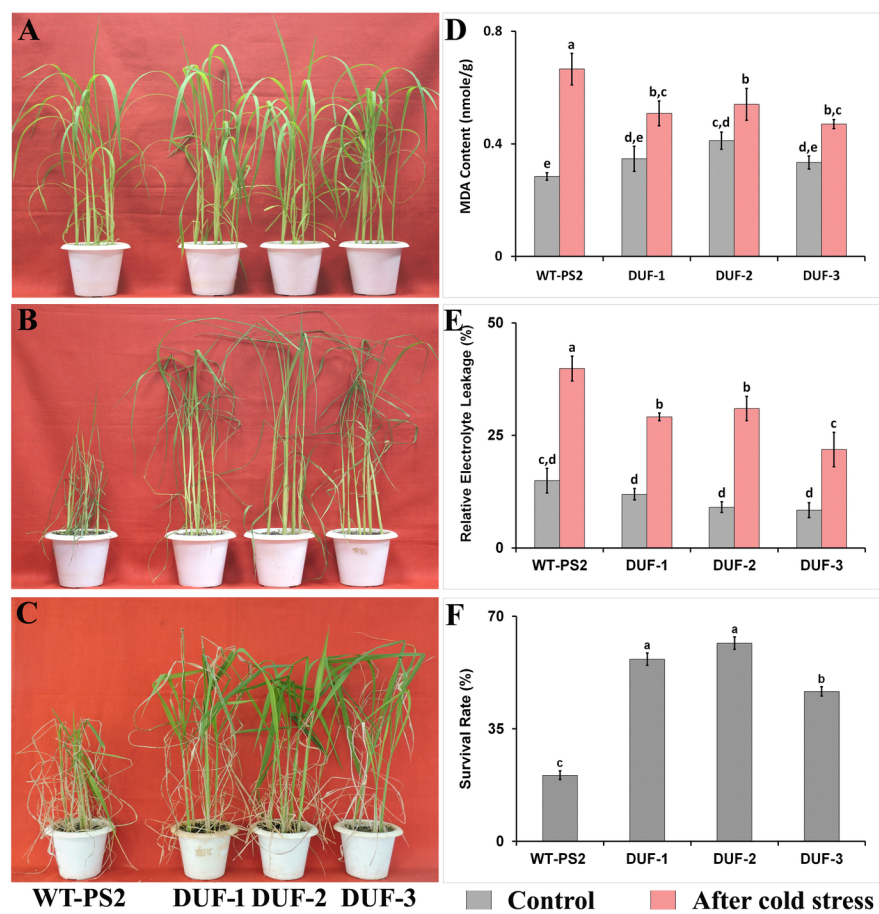 A
B
C
WT-PS2 DUF-1 DUF-2 DUF-3
D
MDA Content (nmole/g)
0.8
0.4
0
e
a
d,e
b,c
c,d
b
d,e
b,c
WT-PS2 DUF-1 DUF-2 DUF-3
E
Relative Electrolyte Leakage (%)
50
25
0
c,d
a
d
b
d
b
d
c
WT-PS2 DUF-1 DUF-2 DUF-3
F
Survival Rate (%)
70
35
0
c
a
a
b
WT-PS2 DUF-1 DUF-2 DUF-3
Control After cold stress